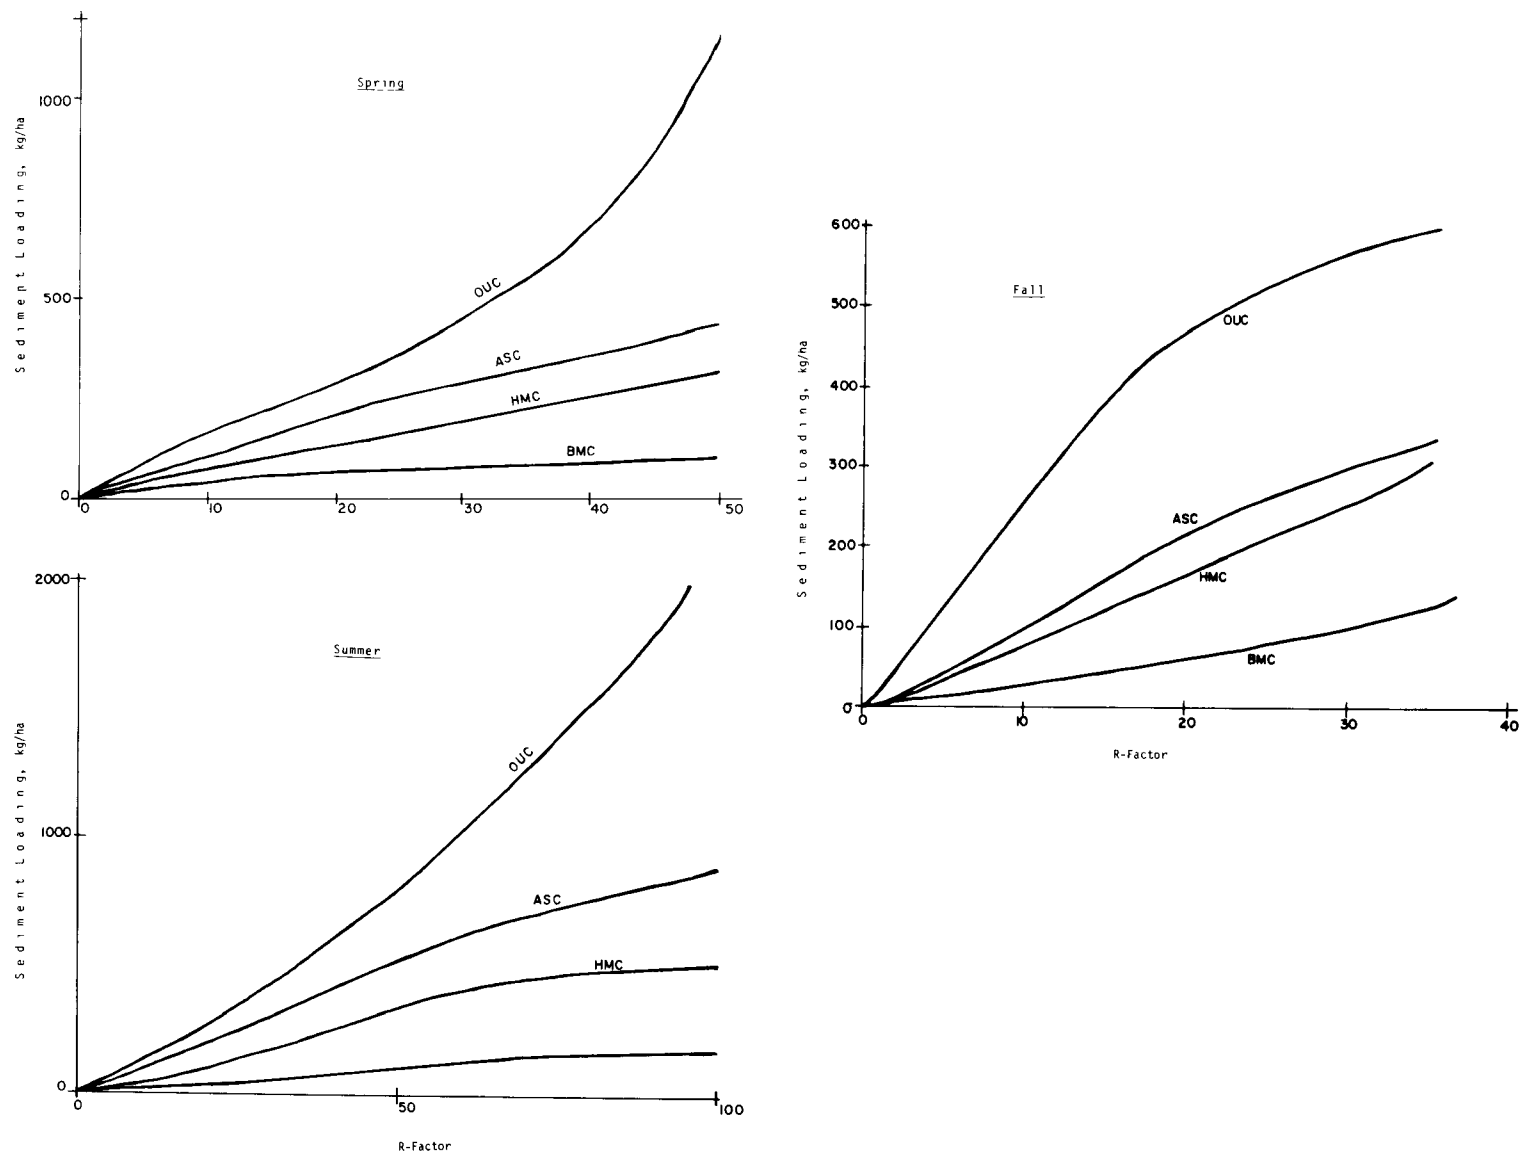 Spring
Sediment Loading, kg/ha
1000
500
0
OUC
ASC
HMC
BMC
0 10 20 30 40 50
Summer
Sediment Loading, kg/ha
2000
1000
0
OUC
ASC
HMC
0 50 100
R-Factor
Fall
Sediment Loading, kg/ha
600
500
400
300
200
100
0
OUC
ASC
HMC
BMC
0 10 20 30 40
R-Factor